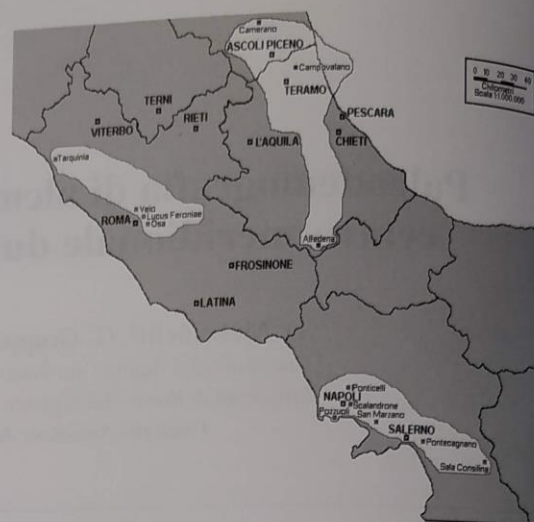 Camerano
ASCOLI PICENO
Campovalano
TERAMO
0 10 20 30 40
Chilometri
Scala 1:1.000.000
TERNI
RIETI
VITERBO
PESCARA
L'AQUILA
CHIETI
Tarquinia
Veio
Lucus Feroniae
ROMA
Osa
Alfedena
FROSINONE
LATINA
Ponticelli
NAPOLI
Scalandrone
Pozzuoli
San Marzano
SALERNO
Pontecagnano
Sala Consilina